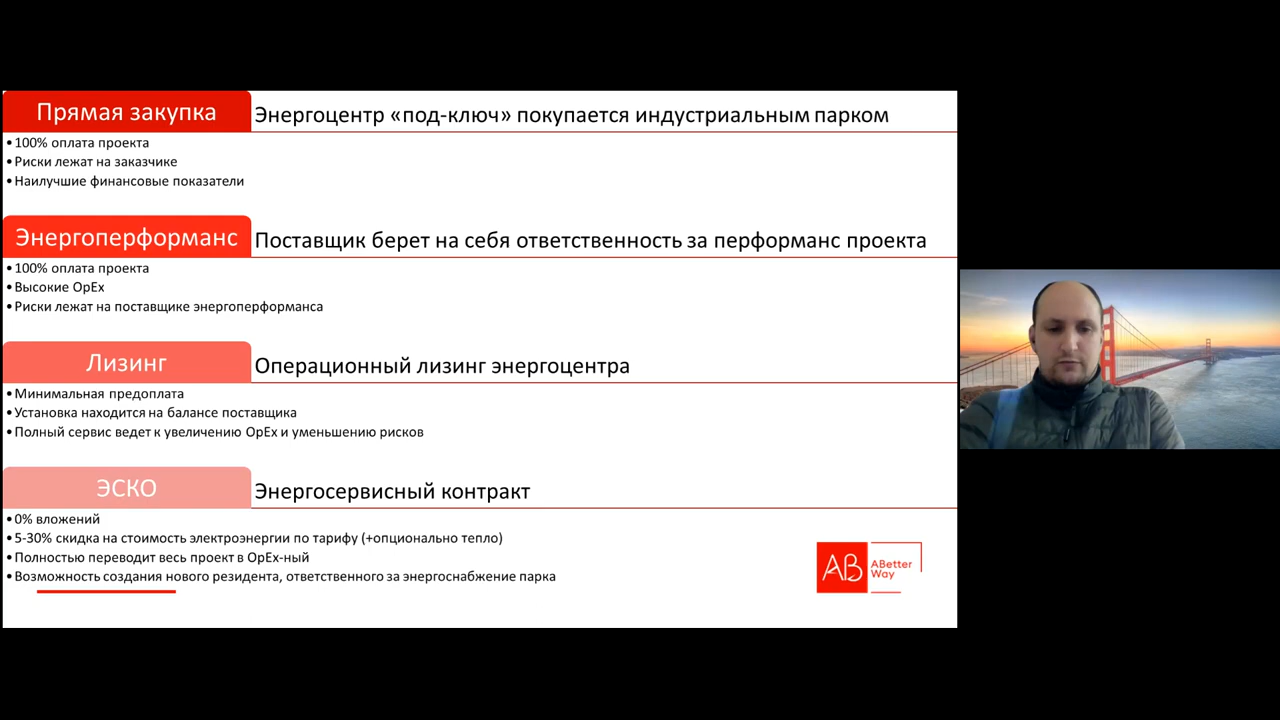 Прямая закупка
Энергоцентр «под-ключ» покупается индустриальным парком
• 100% оплата проекта
• Риски лежат на заказчике
• Наилучшие финансовые показатели
Энергоперформанс
Поставщик берет на себя ответственность за перформанс проекта
• 100% оплата проекта
• Высокие OpEx
• Риски лежат на поставщике энергоперформанса
Лизинг
Операционный лизинг энергоцентра
• Минимальная предоплата
• Установка находится на балансе поставщика
• Полный сервис ведет к увеличению OpEx и уменьшению рисков
ЭСКО
Энергосервисный контракт
• 0% вложений
• 5-30% скидка на стоимость электроэнергии по тарифу (+опционально тепло)
• Полностью переводит весь проект в OpEx-ный
• Возможность создания нового резидента, ответственного за энергоснабжение парка
AB
ABetter
Way